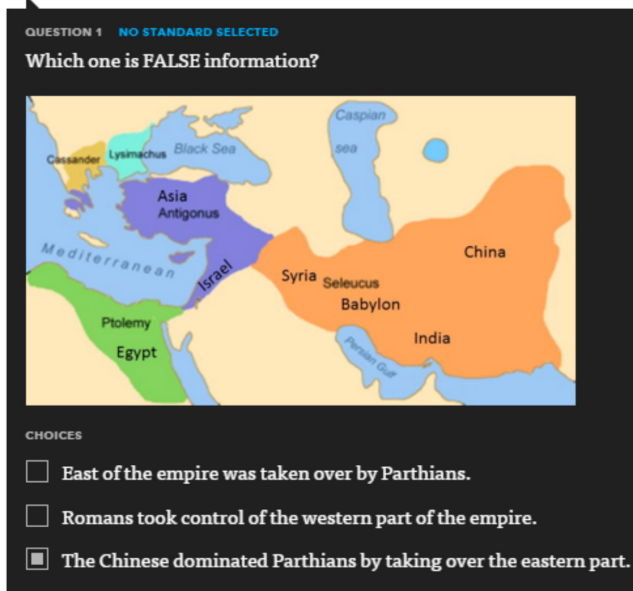 QUESTION 1 NO STANDARD SELECTED
Which one is FALSE information?
Caspian
sea
Black Sea
Cassander
Lysimachus
Asia
Antigonus
Mediterranean
Israel
Syria
Seleucus
Babylon
China
India
Ptolemy
Egypt
Persian Gulf
CHOICES
East of the empire was taken over by Parthians.
Romans took control of the western part of the empire.
The Chinese dominated Parthians by taking over the eastern part.